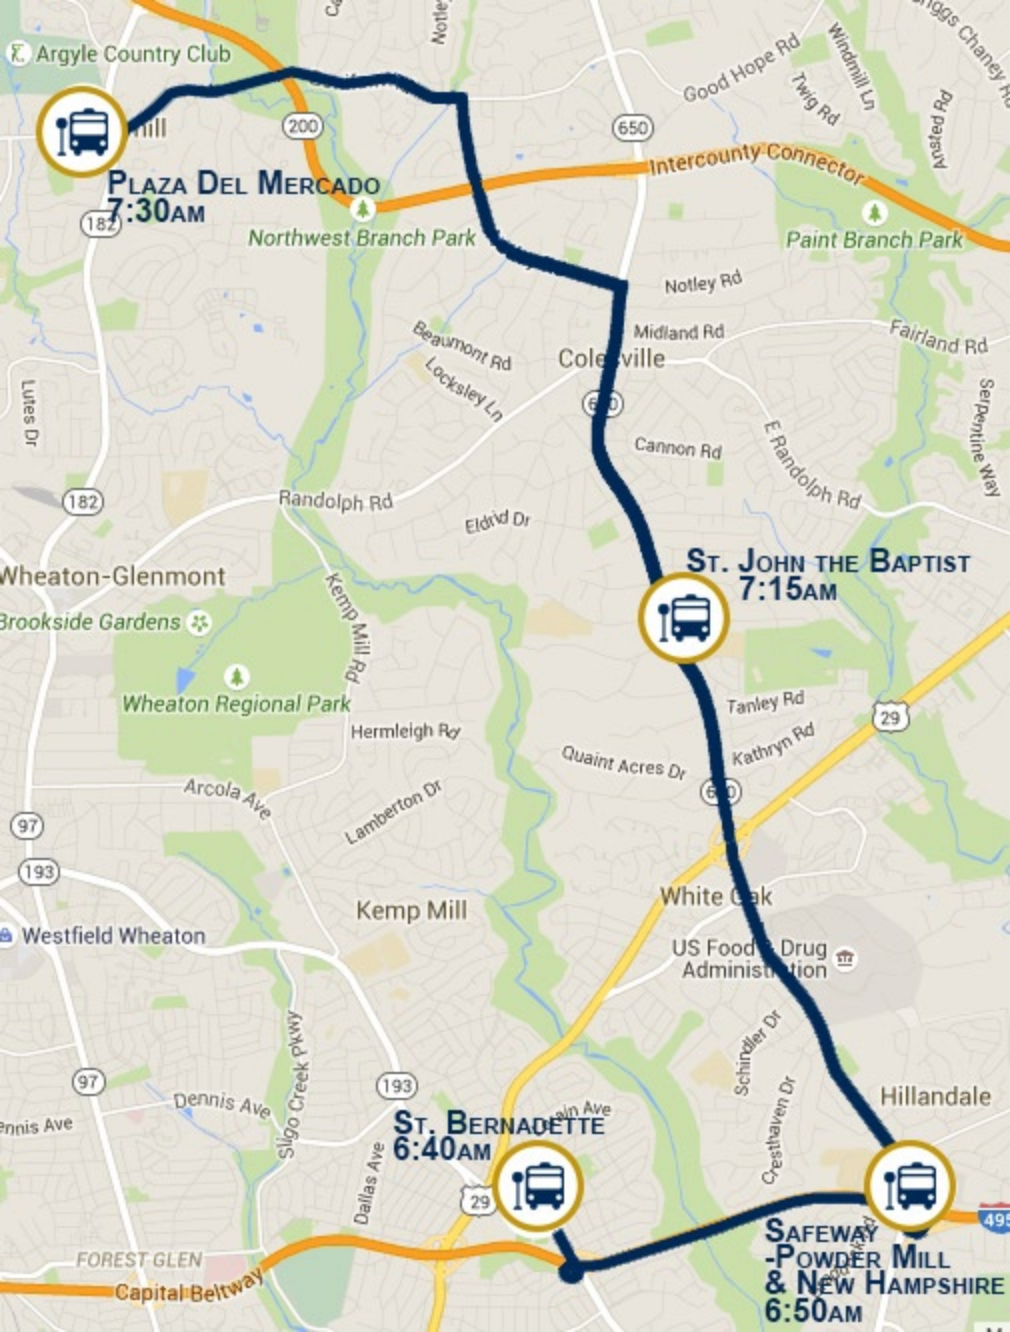 Argyle Country Club
Good Hope Rd
Windmill Ln
Twig Rd
Ansted Rd
200
650
Intercounty Connector
PLAZA DEL MERCADO
7:30AM
182
Northwest Branch Park
Paint Branch Park
Notley Rd
Midland Rd
Fairland Rd
Beaumont Rd
Locksley Ln
Lutes Dr
Serpentine Way
Cannon Rd
E Randolph Rd
182
Randolph Rd
Eldrid Dr
ST. JOHN THE BAPTIST
7:15AM
Wheaton-Glenmont
Brookside Gardens
Kemp Mill Rd
Wheaton Regional Park
Tanley Rd
29
Hermleigh Rd
Kathryn Rd
Quaint Acres Dr
Arcola Ave
Lamberton Dr
97
193
Kemp Mill
White Oak
Westfield Wheaton
US Food & Drug
Administration
Schindler Dr
Sligo Creek Pkwy
97
193
Dennis Ave
Cresthaven Dr
Hillandale
ST. BERNADETTE
6:40AM
Dallas Ave
29
495
FOREST GLEN
Capital Beltway
SAFEWAY
-POWDER MILL
& NEW HAMPSHIRE
6:50AM